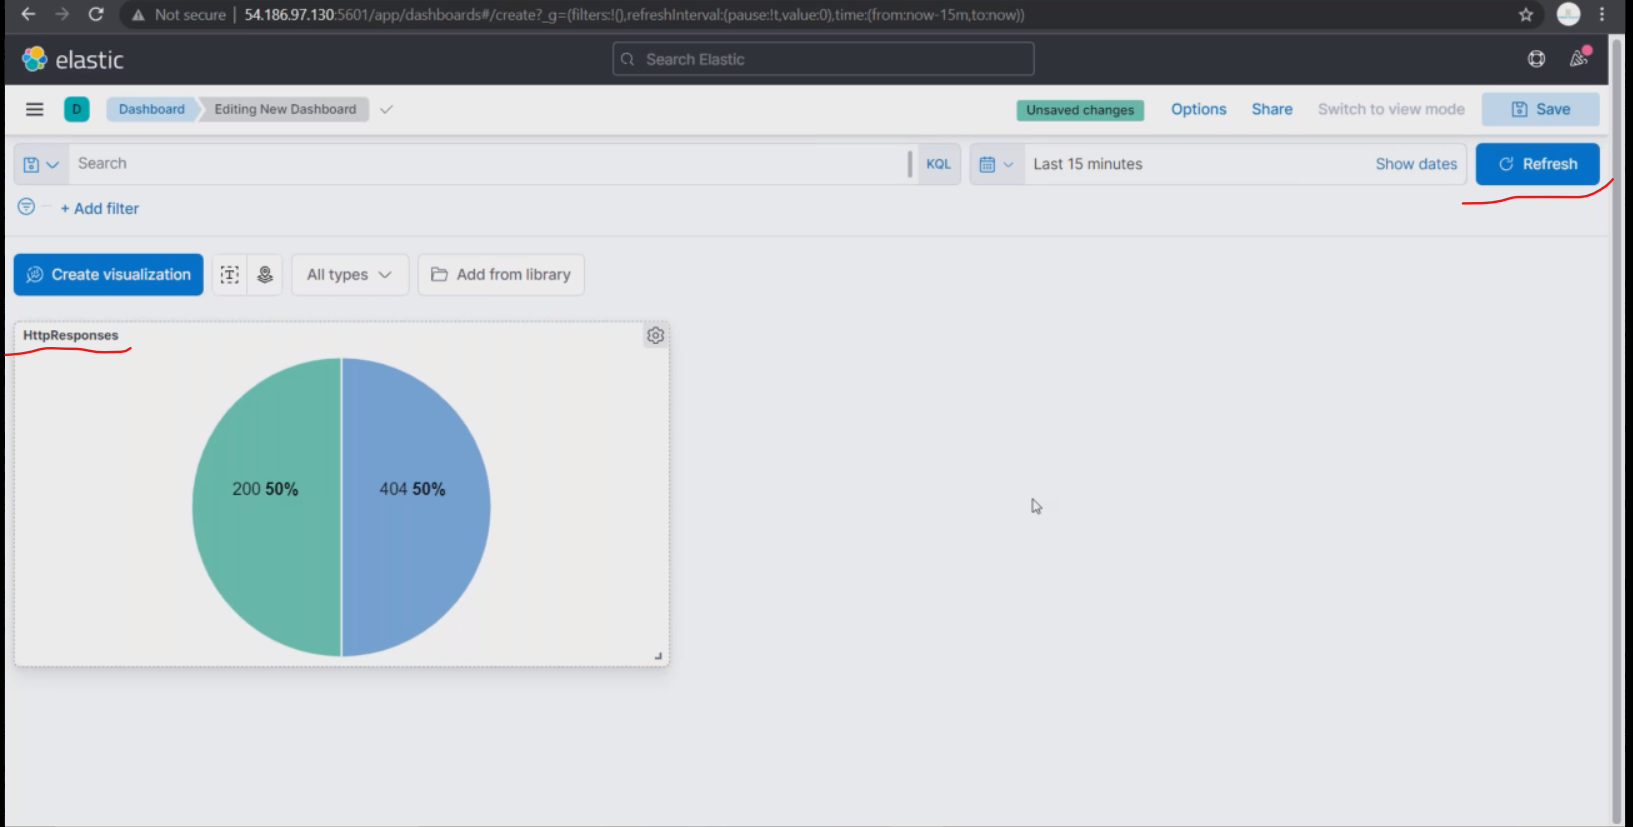 Not secure | 54.186.97.130:5601/app/dashboards#/create?_g=(filters:!(),refreshInterval:(pause:!t,value:0),time:(from:now-15m,to:now))
elastic Search Elastic
D Dashboard Editing New Dashboard Unsaved changes Options Share Switch to view mode Save
Search KQL Last 15 minutes Show dates Refresh
+ Add filter
Create visualization T All types Add from library
HttpResponses
200 50% 404 50%